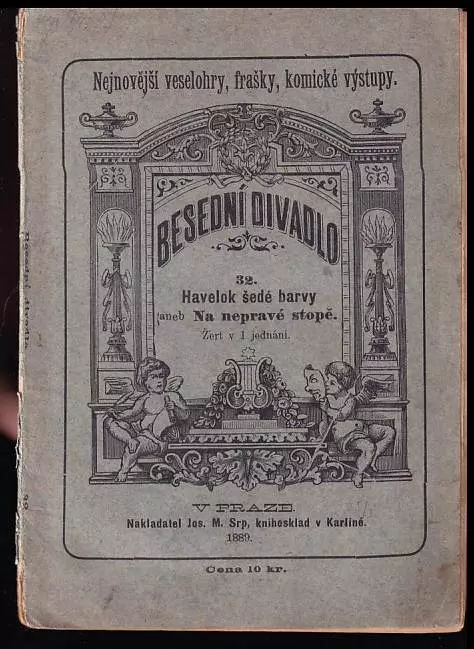 Nejnovější veselohry, frašky, komické výstupy.
BESEDNÍ DIVADLO
32.
Havelok šedé barvy
aneb Na nepravé stopě.
Žert v 1 jednání.
V PRAZE.
Nakladatel Jos. M. Srp, knihosklad v Karlíně.
1889.
Cena 10 kr.